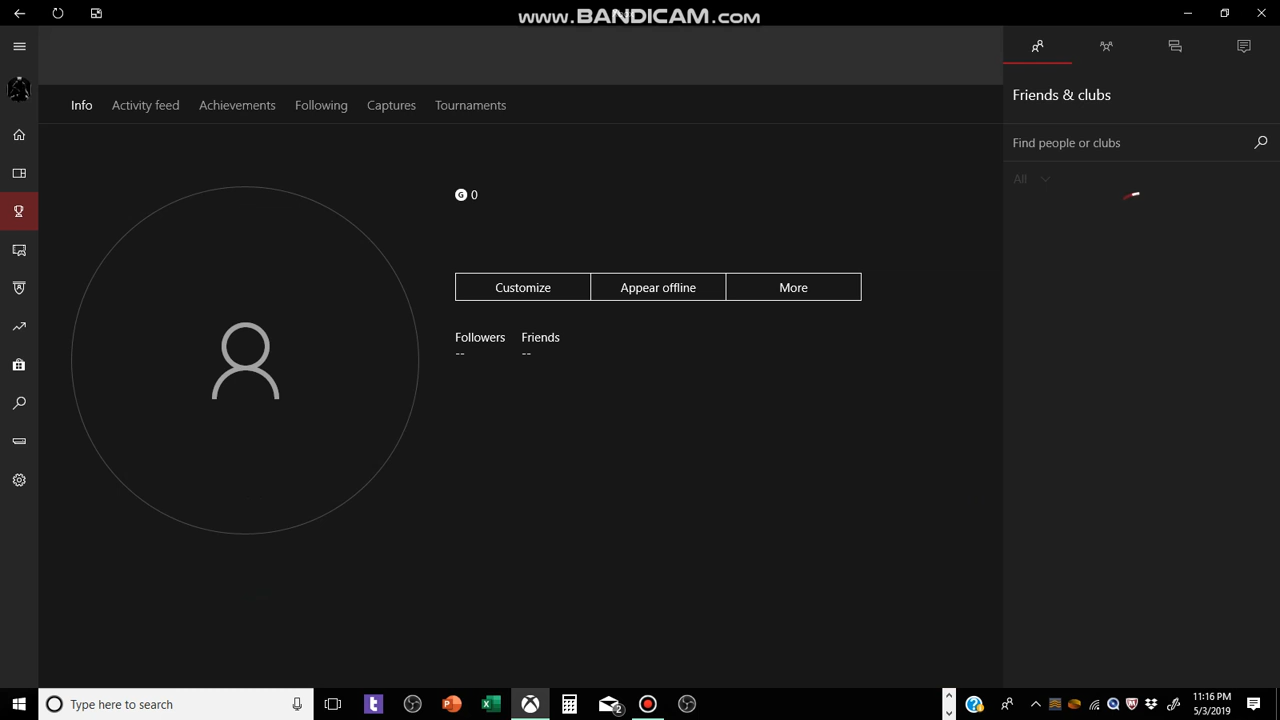 www.BANDICAM.com
Info Activity feed Achievements Following Captures Tournaments
Friends & clubs
Find people or clubs
All
G 0
Customize Appear offline More
Followers Friends
-- --
Type here to search
t
2
11:16 PM
5/3/2019